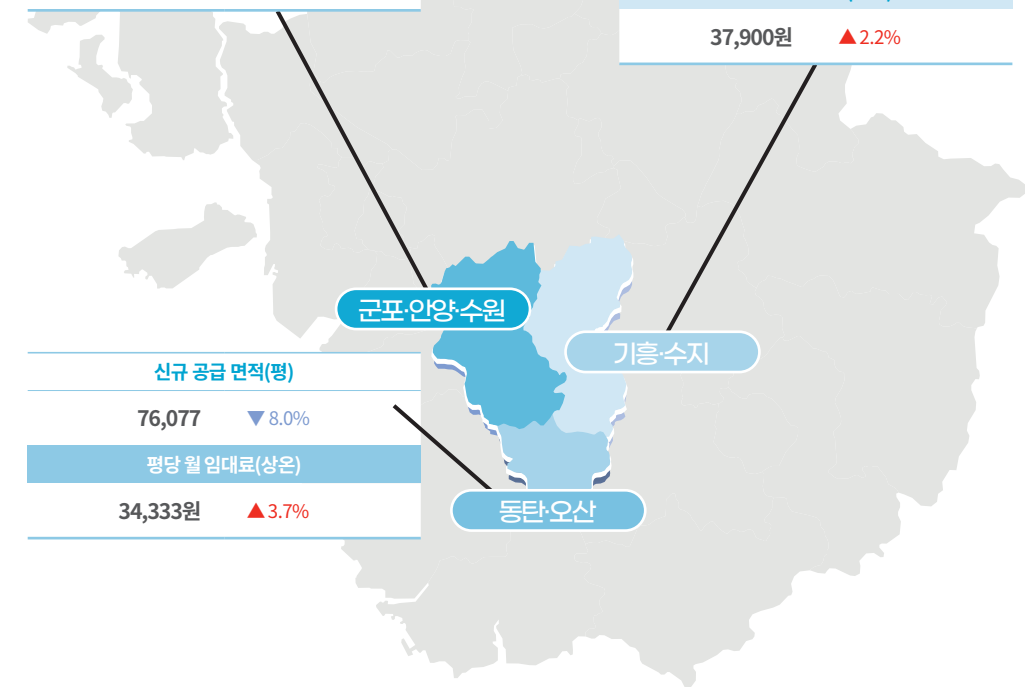 37,900원 ▲2.2%
군포·안양·수원
기흥·수지
신규 공급 면적(평)
76,077 ▼8.0%
평당 월 임대료(상온)
34,333원 ▲3.7%
동탄·오산